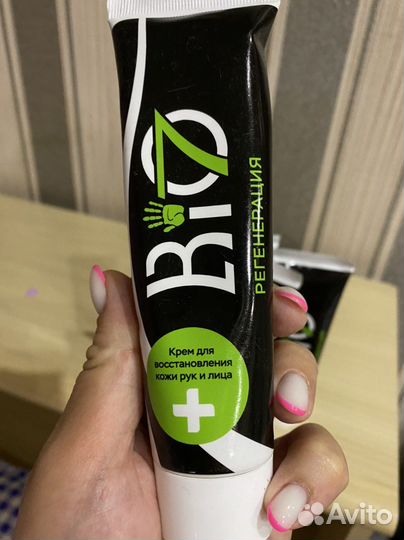 Bio7
РЕГЕНЕРАЦИЯ
Крем для
восстановления
кожи рук и лица
Avito